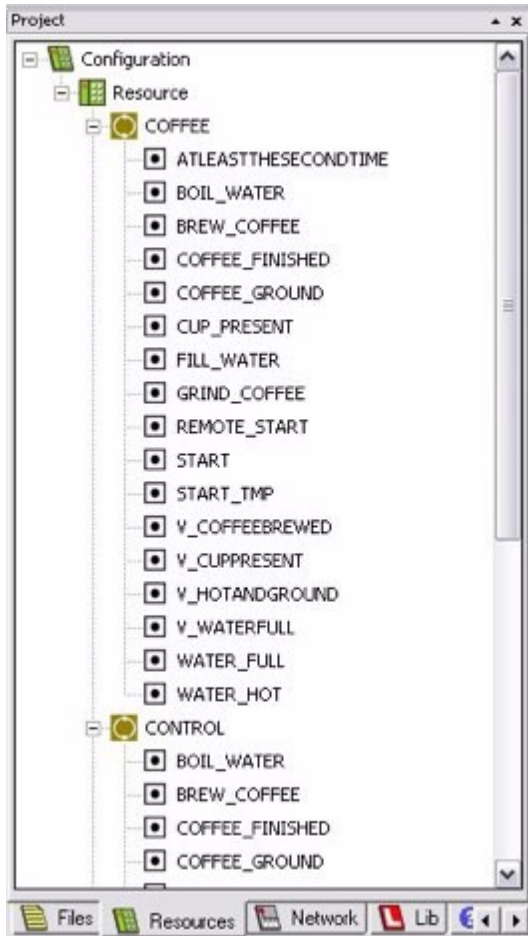 Project
Configuration
Resource
COFFEE
ATLEASTTHESECONDTIME
BOIL_WATER
BREW_COFFEE
COFFEE_FINISHED
COFFEE_GROUND
CUP_PRESENT
FILL_WATER
GRIND_COFFEE
REMOTE_START
START
START_TMP
V_COFFEEBREWED
V_CUPPRESENT
V_HOTANDGROUND
V_WATERFULL
WATER_FULL
WATER_HOT
CONTROL
BOIL_WATER
BREW_COFFEE
COFFEE_FINISHED
COFFEE_GROUND
Files Resources Network Lib